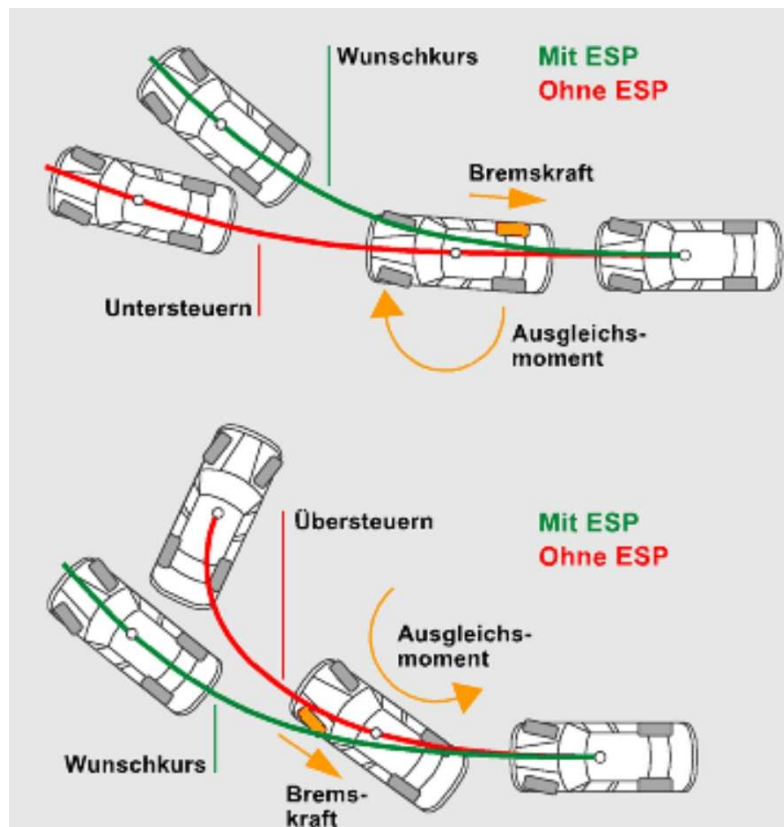 Wunschkurs
Mit ESP
Ohne ESP
Bremskraft
Untersteuern
Ausgleichs-
moment
Übersteuern
Mit ESP
Ohne ESP
Ausgleichs-
moment
Wunschkurs
Brems-
kraft